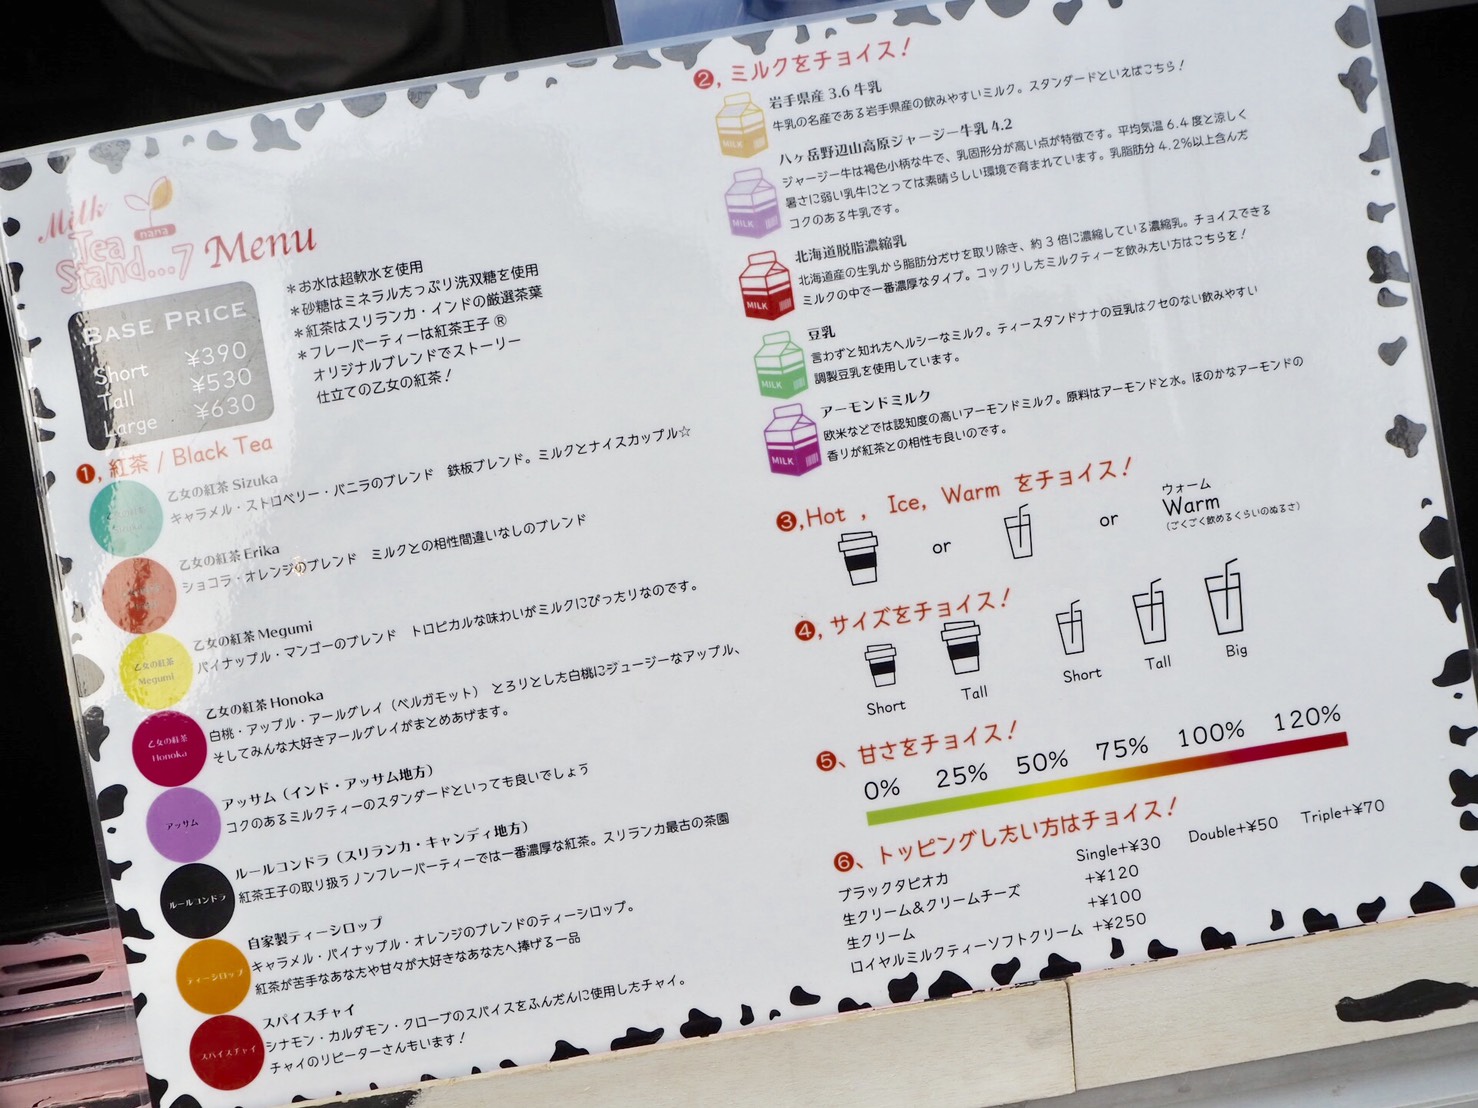 Milk
Tea nana
Stand...7 Menu
BASE PRICE
Short ¥390
Tall ¥530
Large ¥630
＊お水は超軟水を使用
＊砂糖はミネラルたっぷり洗双糖を使用
＊紅茶はスリランカ・インドの厳選茶葉
＊フレーバーティーは紅茶王子®
オリジナルブレンドでストーリー
仕立ての乙女の紅茶！
❶, 紅茶 / Black Tea
乙女の紅茶 Sizuka
キャラメル・ストロベリー・バニラのブレンド　鉄板ブレンド。ミルクとナイスカップル☆
乙女の紅茶 Erika
ショコラ・オレンジのブレンド　ミルクとの相性間違いなしのブレンド
乙女の紅茶
Megumi
乙女の紅茶 Megumi
パイナップル・マンゴーのブレンド　トロピカルな味わいがミルクにぴったりなのです。
乙女の紅茶
Honoka
乙女の紅茶 Honoka
白桃・アップル・アールグレイ（ベルガモット）　とろりとした白桃にジュージーなアップル、
そしてみんな大好きアールグレイがまとめあげます。
アッサム
アッサム（インド・アッサム地方）
コクのあるミルクティーのスタンダードといっても良いでしょう
ルールコンドラ
ルールコンドラ（スリランカ・キャンディ地方）
紅茶王子の取り扱うノンフレーバーティーでは一番濃厚な紅茶。スリランカ最古の茶園
ティーシロップ
自家製ティーシロップ
キャラメル・パイナップル・オレンジのブレンドのティーシロップ。
紅茶が苦手なあなたや甘々が大好きなあなたへ捧げる一品
スパイスチャイ
スパイスチャイ
シナモン・カルダモン・クローブのスパイスをふんだんに使用したチャイ。
チャイのリピーターさんもいます！
❷, ミルクをチョイス！
MILK
岩手県産 3.6 牛乳
牛乳の名産である岩手県産の飲みやすいミルク。スタンダードといえばこちら！
MILK
八ヶ岳野辺山高原ジャージー牛乳 4.2
ジャージー牛は褐色小柄な牛で、乳固形分が高い点が特徴です。平均気温 6.4 度と涼しく
暑さに弱い乳牛にとっては素晴らしい環境で育まれています。乳脂肪分 4.2%以上含んだ
コクのある牛乳です。
MILK
北海道脱脂濃縮乳
北海道産の生乳から脂肪分だけを取り除き、約 3 倍に濃縮している濃縮乳。チョイスできる
ミルクの中で一番濃厚なタイプ。コックリしたミルクティーを飲みたい方はこちらを！
MILK
豆乳
言わずと知れたヘルシーなミルク。ティースタンドナナの豆乳はクセのない飲みやすい
調製豆乳を使用しています。
MILK
アーモンドミルク
欧米などでは認知度の高いアーモンドミルク。原料はアーモンドと水。ほのかなアーモンドの
香りが紅茶との相性も良いのです。
❸,Hot , Ice, Warm をチョイス！
or
or
ウォーム
Warm
（ごくごく飲めるくらいのぬるさ）
❹, サイズをチョイス！
Short Tall Short Tall Big
❺、甘さをチョイス！
0% 25% 50% 75% 100% 120%
❻、トッピングしたい方はチョイス！
ブラックタピオカ Single+¥30 Double+¥50 Triple+¥70
生クリーム&クリームチーズ +¥120
生クリーム +¥100
ロイヤルミルクティーソフトクリーム +¥250